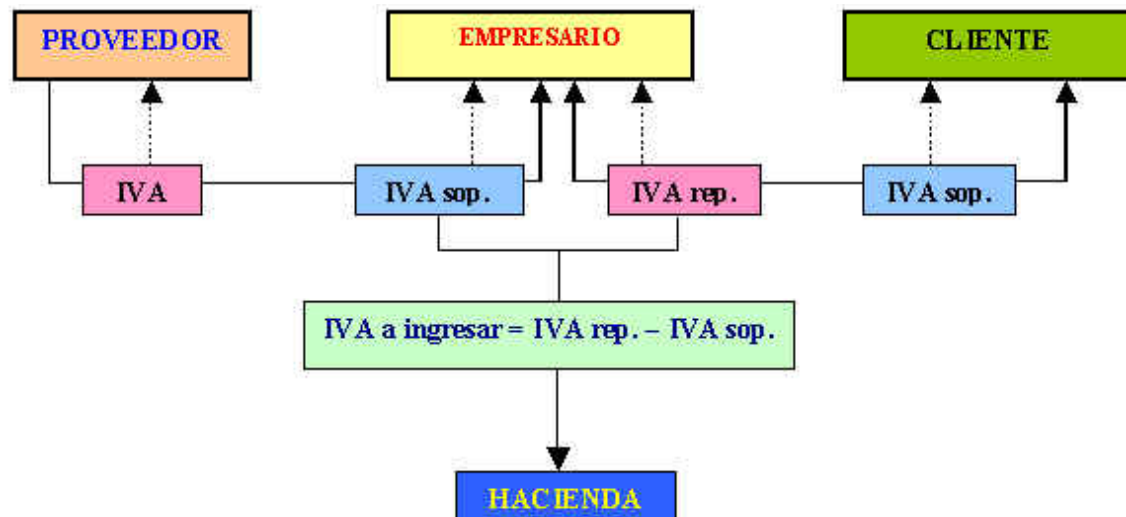 PROVEEDOR
EMPRESARIO
CLIENTE
IVA
IVA sop.
IVA rep.
IVA sop.
IVA a ingresar = IVA rep. – IVA sop.
HACIENDA